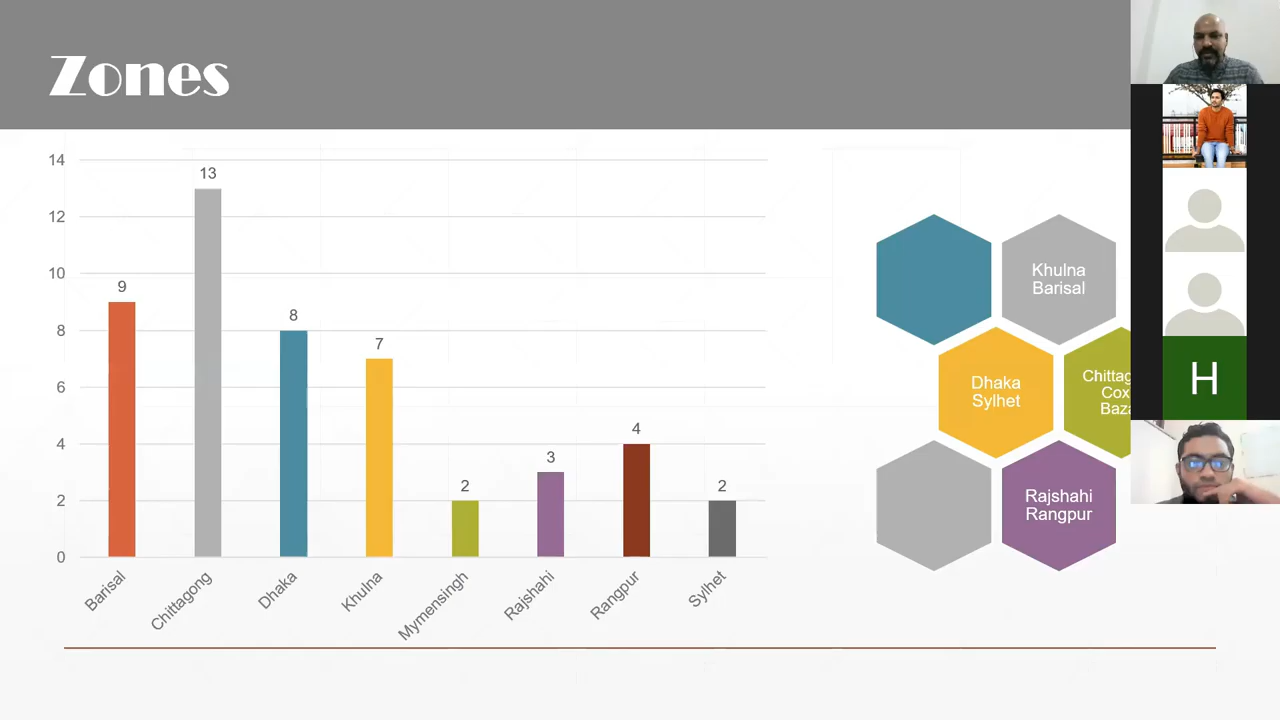 Zones
14
12
10
8
6
4
2
0
9
13
8
7
2
3
4
2
Barisal
Chittagong
Dhaka
Khulna
Mymensingh
Rajshahi
Rangpur
Sylhet
Khulna
Barisal
Dhaka
Sylhet
Chittag
Cox
Baza
Rajshahi
Rangpur
H